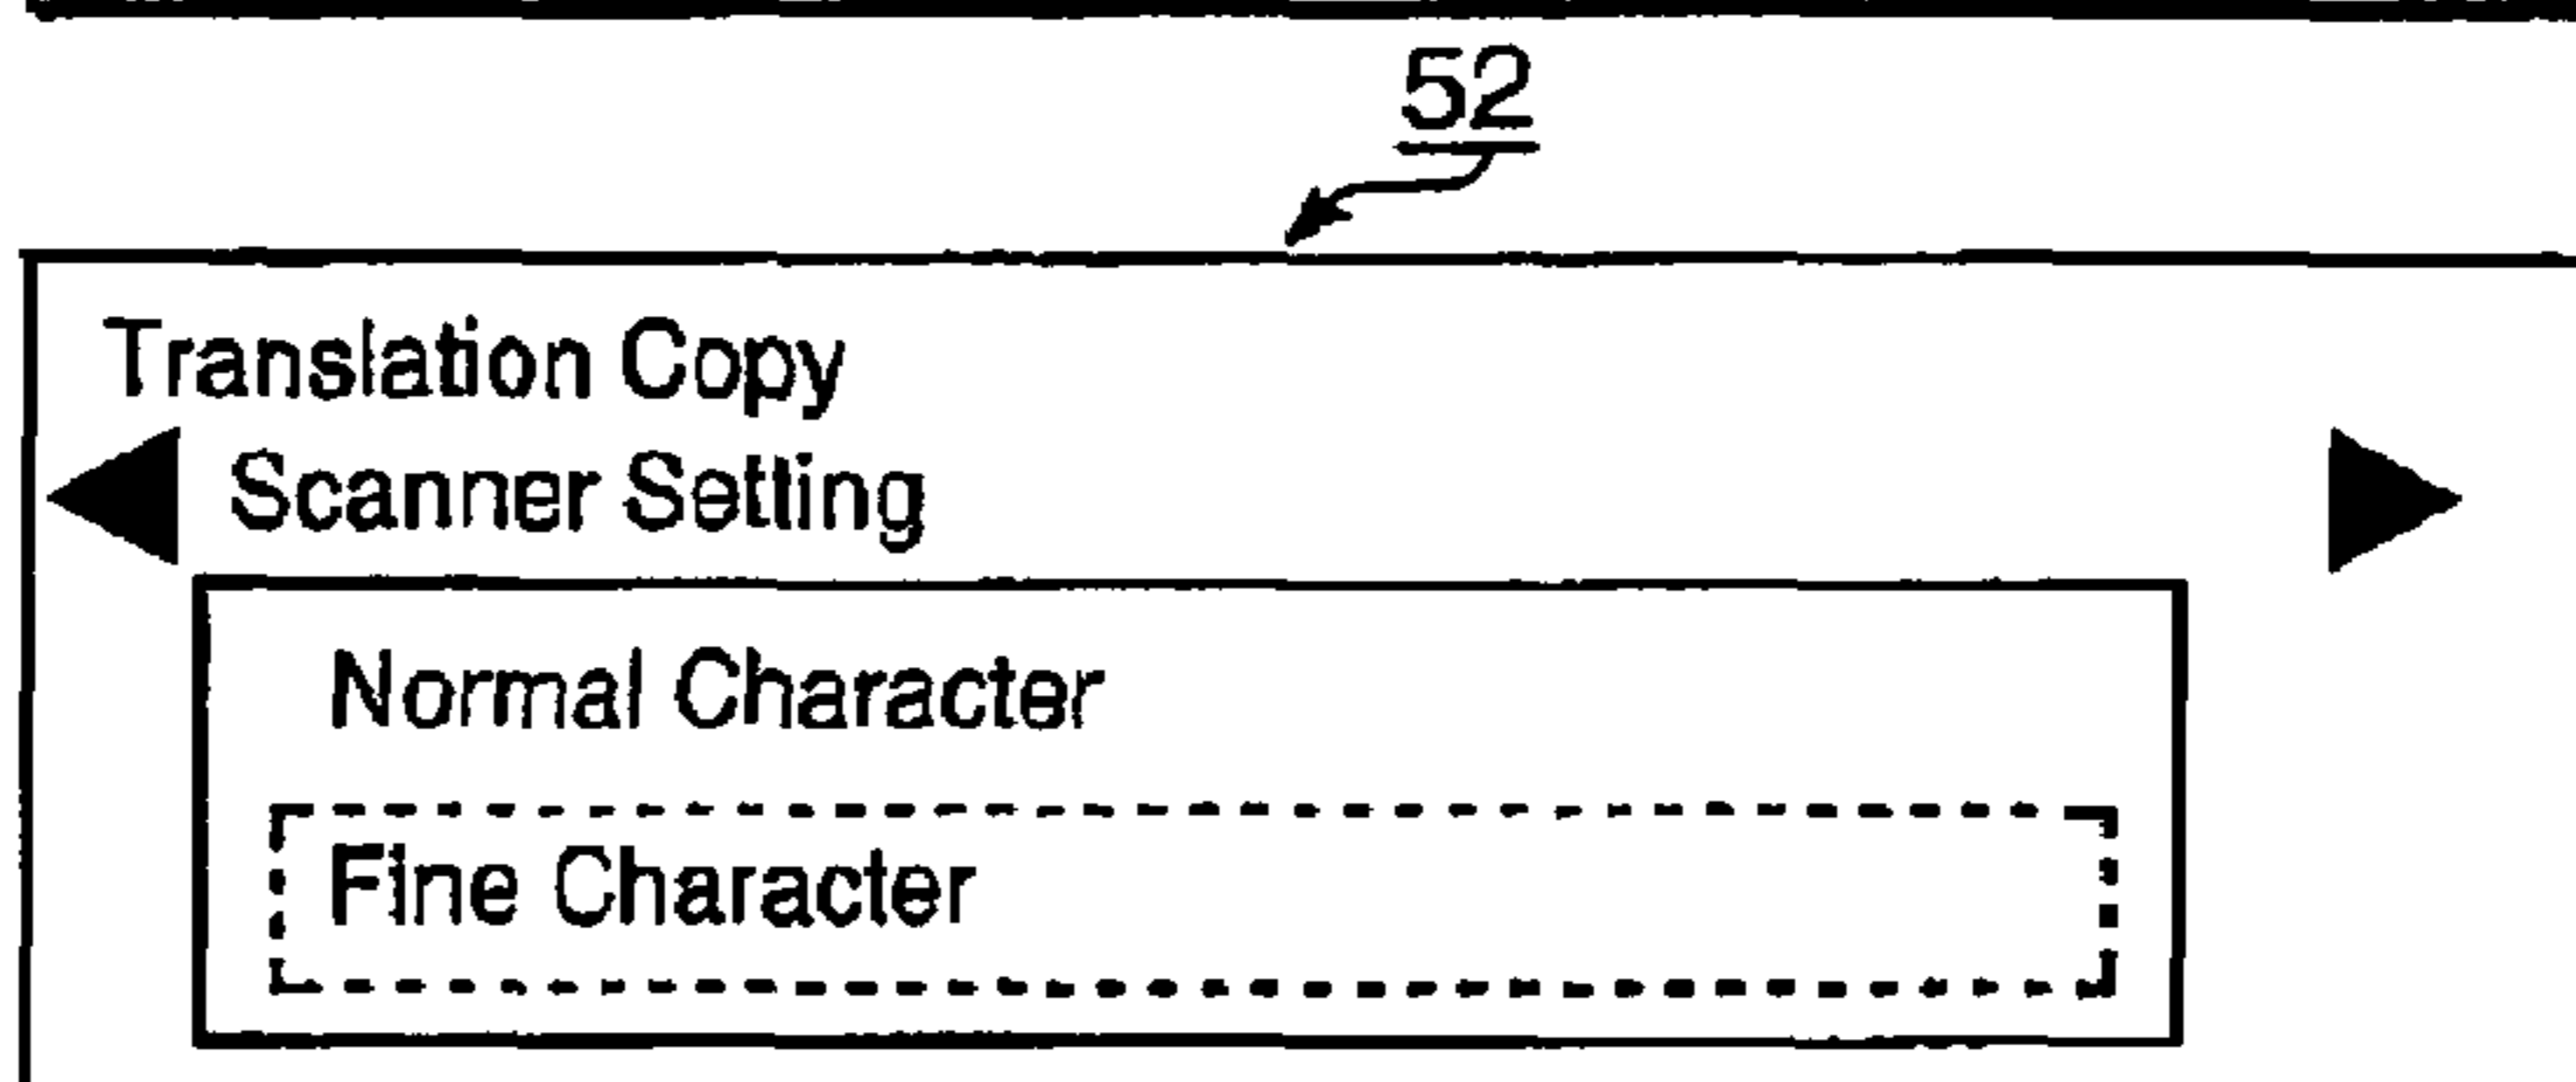 52
Translation Copy
Scanner Setting
Normal Character
Fine Character